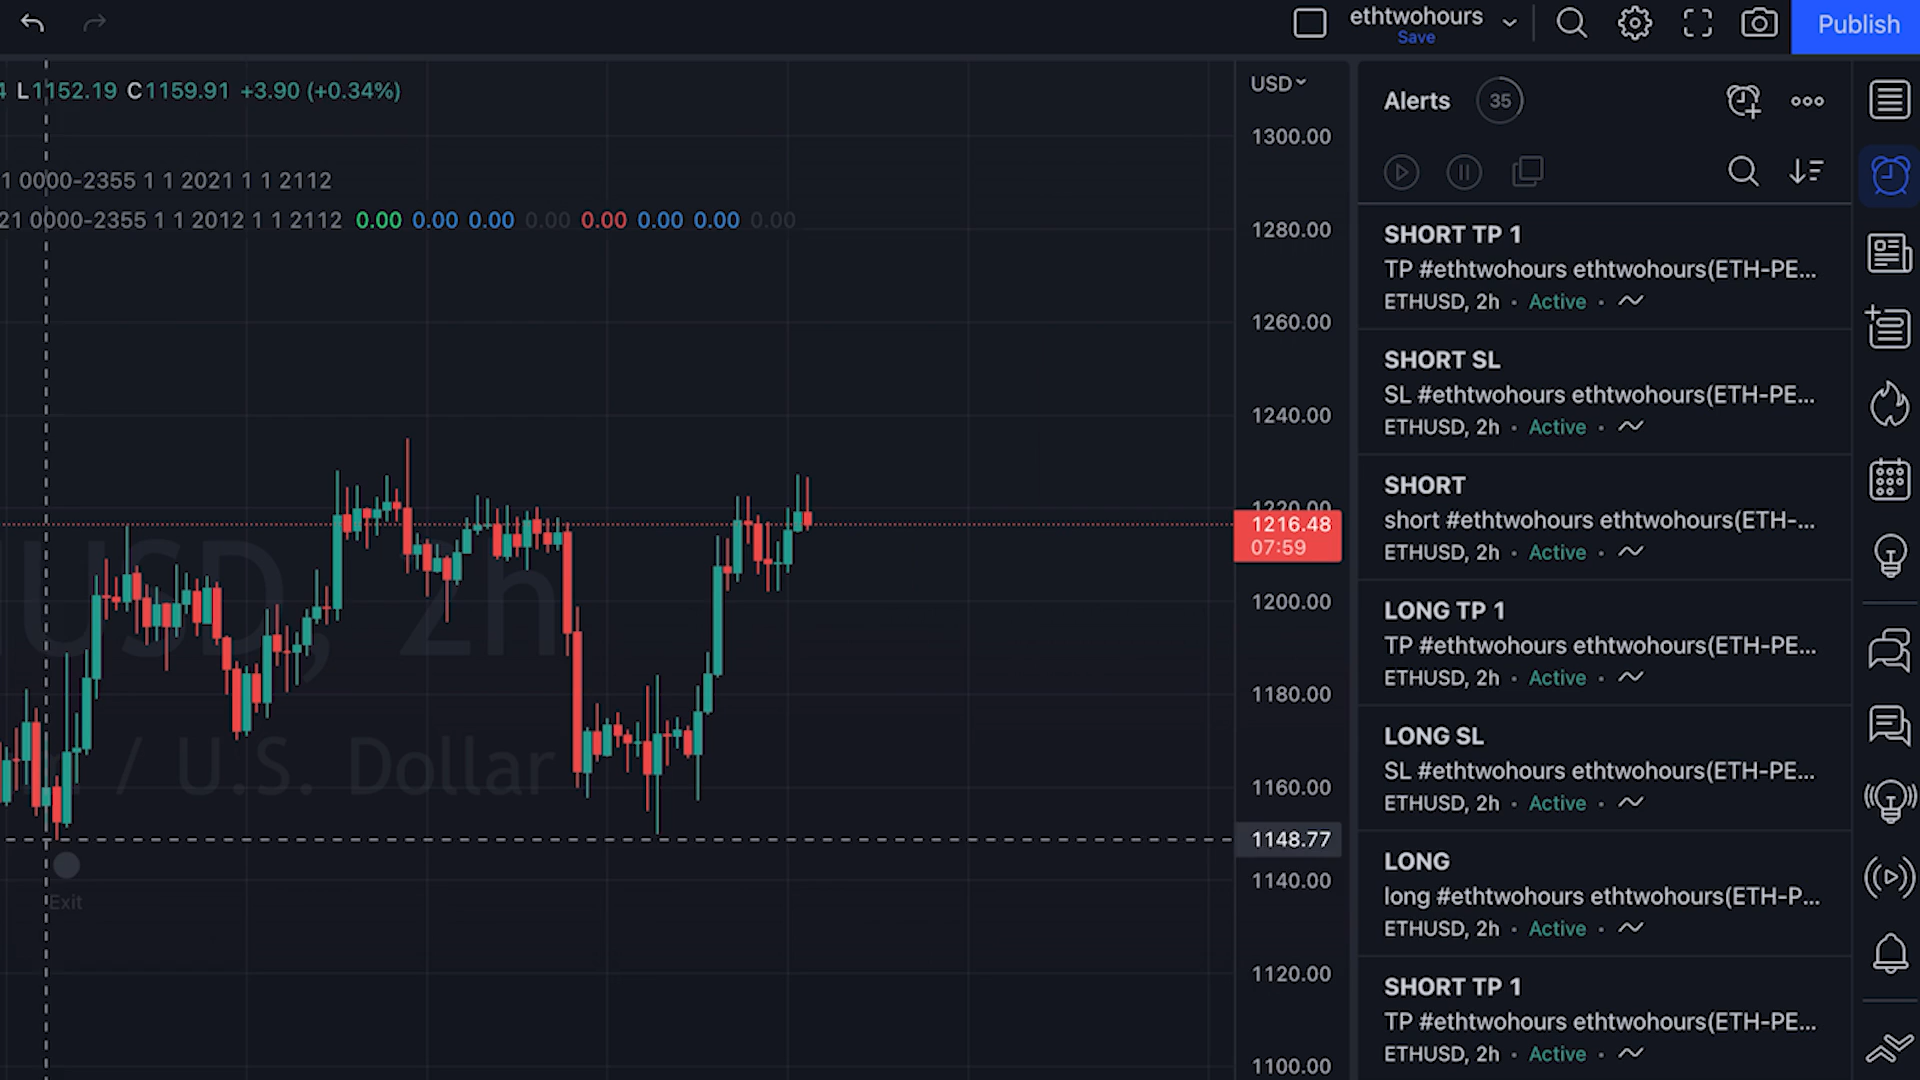 ethtwohours
Save
Publish
4 L1152.19 C1159.91 +3.90 (+0.34%)
1 0000-2355 1 1 2021 1 1 2112
21 0000-2355 1 1 2012 1 1 2112 0.00 0.00 0.00 0.00 0.00 0.00 0.00 0.00
USD, 2h
/ U.S. Dollar
Exit
USD
1300.00
1280.00
1260.00
1240.00
1220.00
1216.48
07:59
1200.00
1180.00
1160.00
1148.77
1140.00
1120.00
1100.00
Alerts 35
SHORT TP 1
TP #ethtwohours ethtwohours(ETH-PE...
ETHUSD, 2h · Active ·
SHORT SL
SL #ethtwohours ethtwohours(ETH-PE...
ETHUSD, 2h · Active ·
SHORT
short #ethtwohours ethtwohours(ETH-...
ETHUSD, 2h · Active ·
LONG TP 1
TP #ethtwohours ethtwohours(ETH-PE...
ETHUSD, 2h · Active ·
LONG SL
SL #ethtwohours ethtwohours(ETH-PE...
ETHUSD, 2h · Active ·
LONG
long #ethtwohours ethtwohours(ETH-P...
ETHUSD, 2h · Active ·
SHORT TP 1
TP #ethtwohours ethtwohours(ETH-PE...
ETHUSD, 2h · Active ·